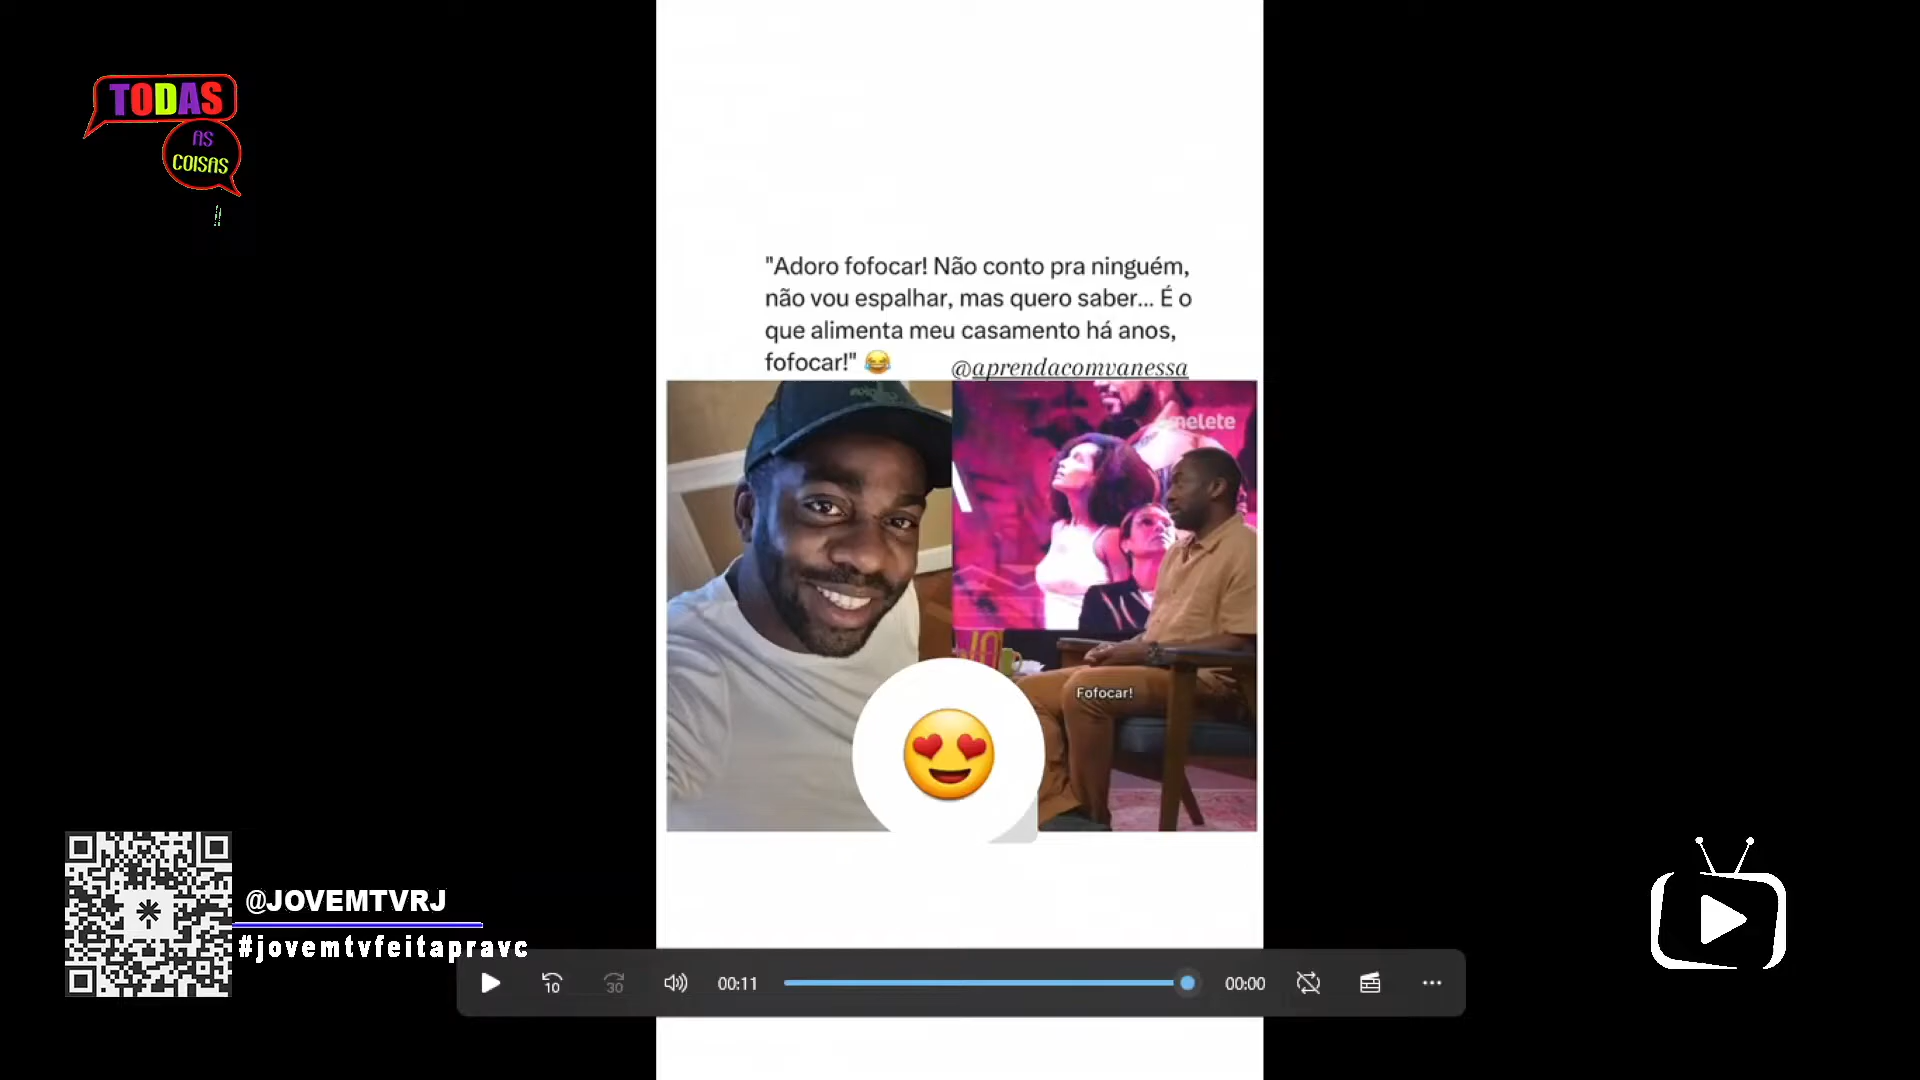 TODAS
AS
COISAS
!!
"Adoro fofocar! Não conto pra ninguém,
não vou espalhar, mas quero saber... É o
que alimenta meu casamento há anos,
fofocar!" 😂
@aprendacomvanessa
melete
Fofocar!
@JOVEMTVRJ
#jovemtvfeitapravc
10
30
00:11
00:00